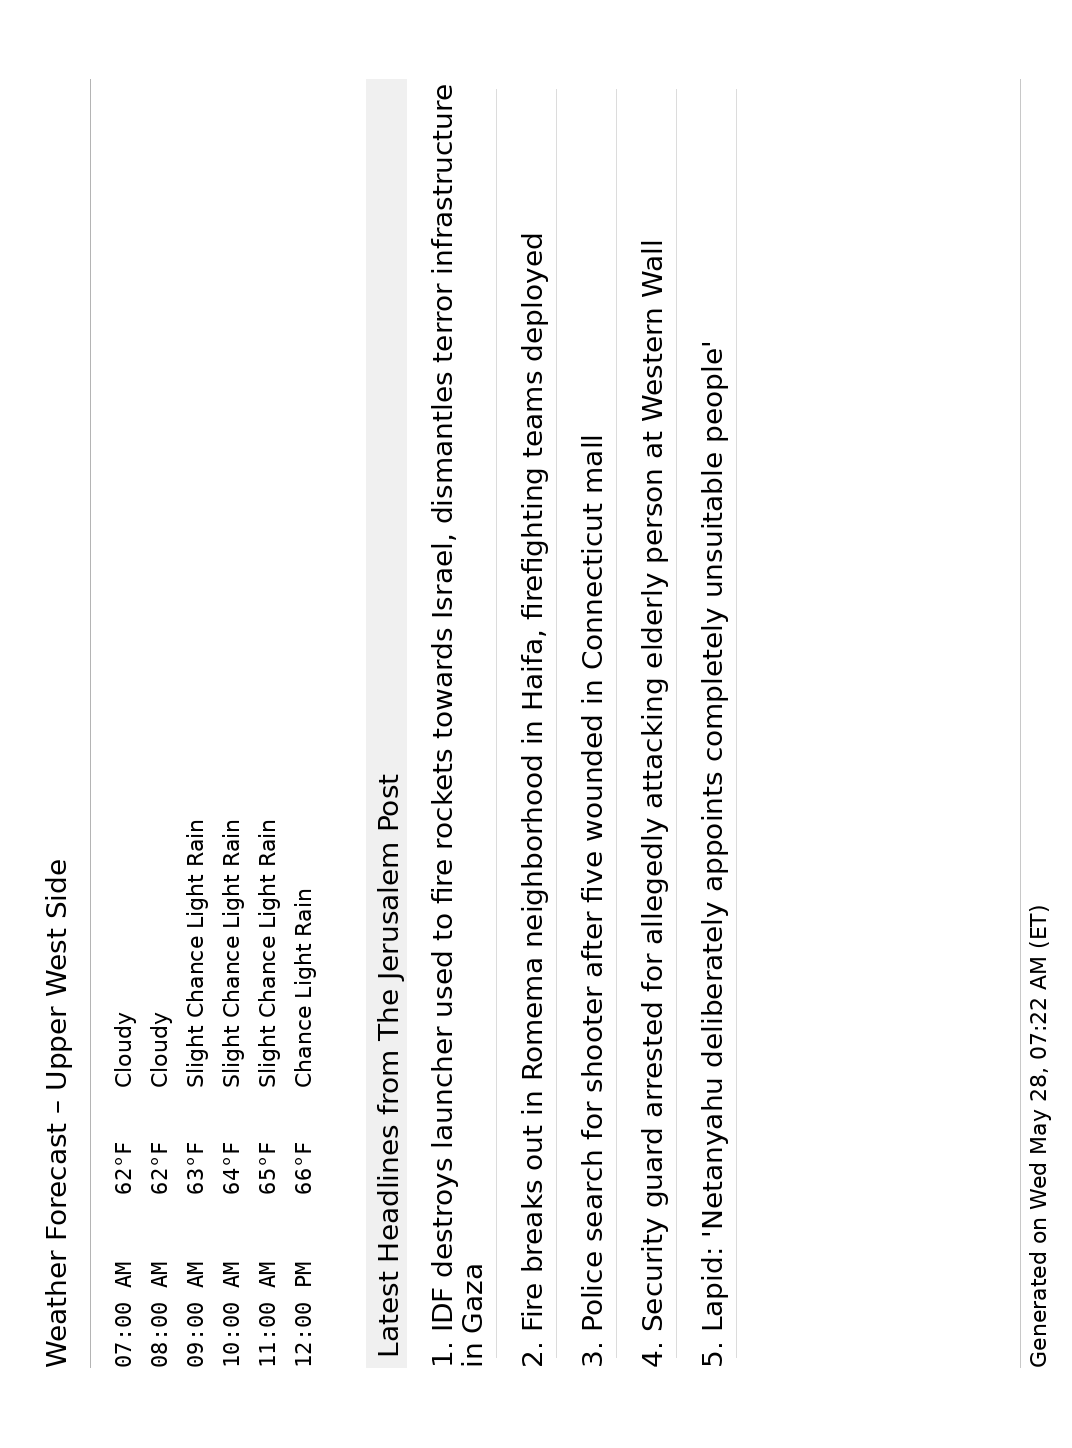 Weather Forecast – Upper West Side
07:00 AM 62°F Cloudy
08:00 AM 62°F Cloudy
09:00 AM 63°F Slight Chance Light Rain
10:00 AM 64°F Slight Chance Light Rain
11:00 AM 65°F Slight Chance Light Rain
12:00 PM 66°F Chance Light Rain
Latest Headlines from The Jerusalem Post
1. IDF destroys launcher used to fire rockets towards Israel, dismantles terror infrastructure
in Gaza
2. Fire breaks out in Romema neighborhood in Haifa, firefighting teams deployed
3. Police search for shooter after five wounded in Connecticut mall
4. Security guard arrested for allegedly attacking elderly person at Western Wall
5. Lapid: 'Netanyahu deliberately appoints completely unsuitable people'
Generated on Wed May 28, 07:22 AM (ET)